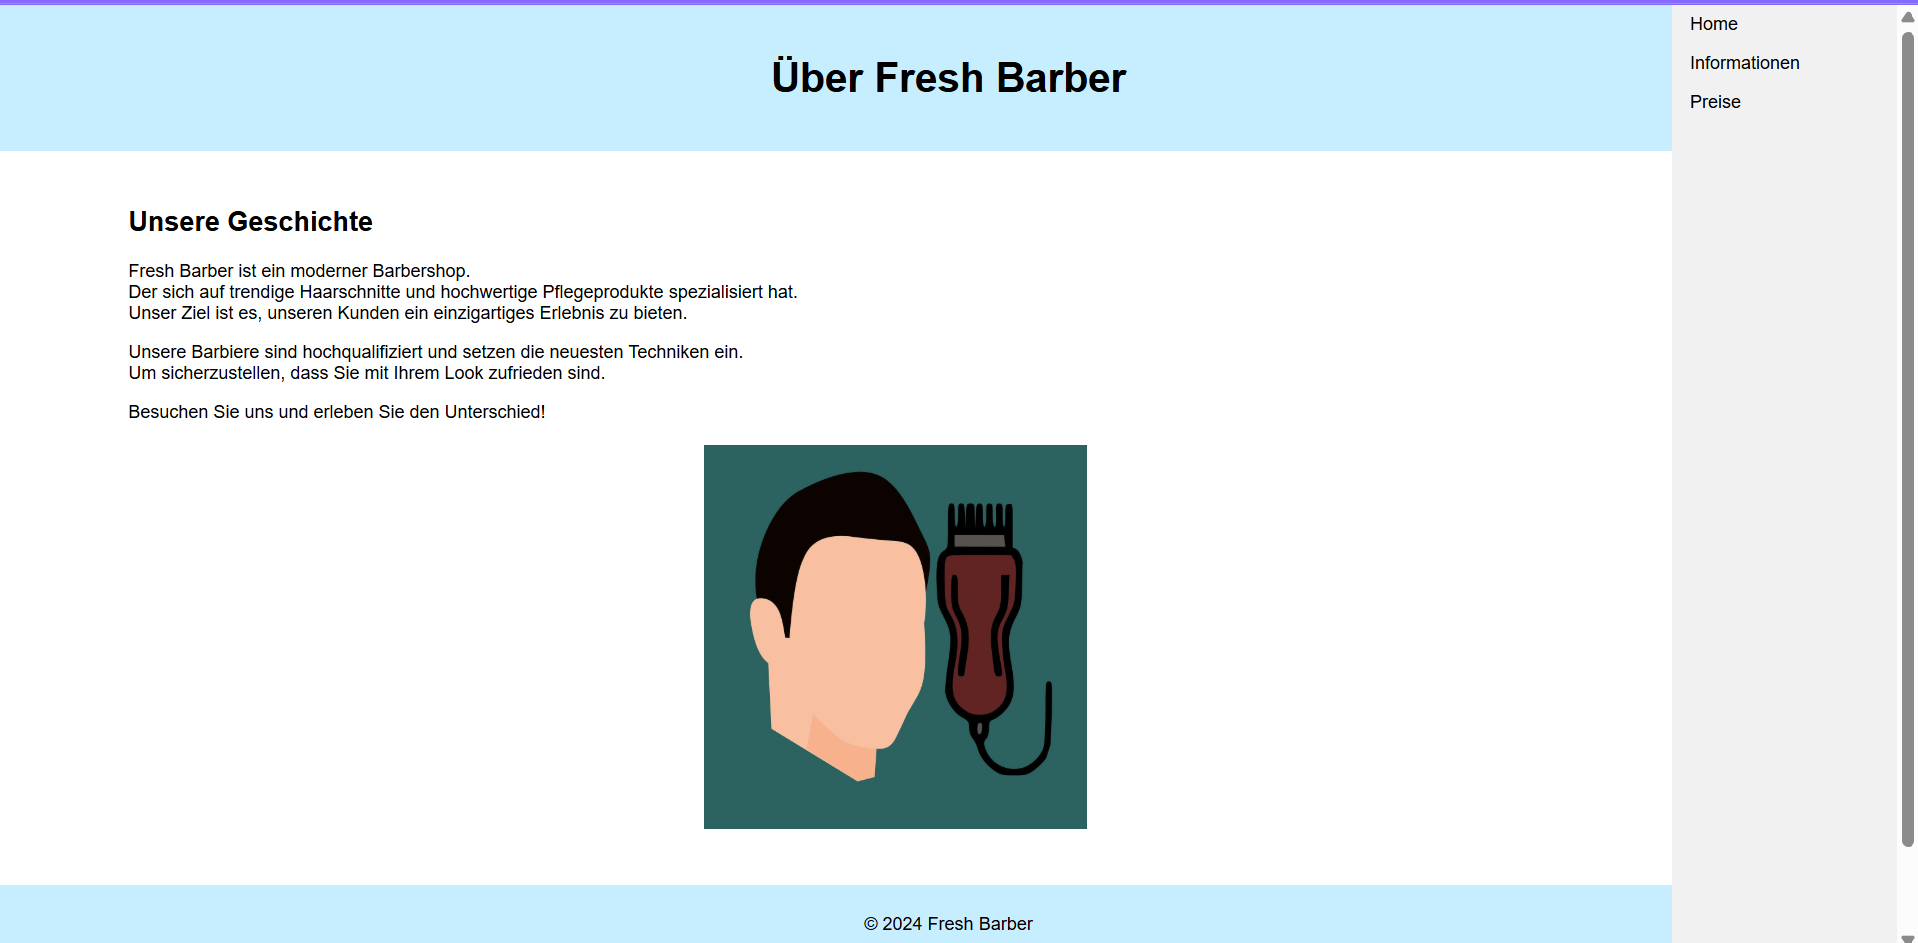 Über Fresh Barber
Home
Informationen
Preise
Unsere Geschichte
Fresh Barber ist ein moderner Barbershop.
Der sich auf trendige Haarschnitte und hochwertige Pflegeprodukte spezialisiert hat.
Unser Ziel ist es, unseren Kunden ein einzigartiges Erlebnis zu bieten.
Unsere Barbiere sind hochqualifiziert und setzen die neuesten Techniken ein.
Um sicherzustellen, dass Sie mit Ihrem Look zufrieden sind.
Besuchen Sie uns und erleben Sie den Unterschied!
© 2024 Fresh Barber